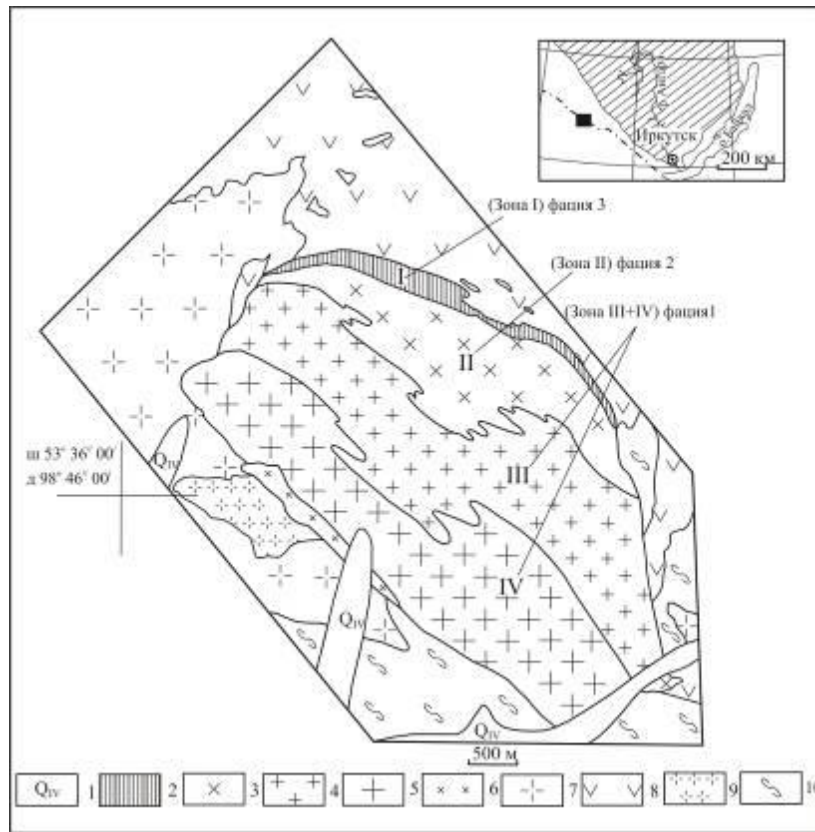 Иркутск
200 км
(Зона I) фация 3
(Зона II) фация 2
(Зона III+IV) фация1
I
II
III
IV
ш 53° 36' 00'
д 98° 46' 00'
QIV
QIV
QIV
500 м
QIV 1 2 3 4 5 6 7 8 9 10